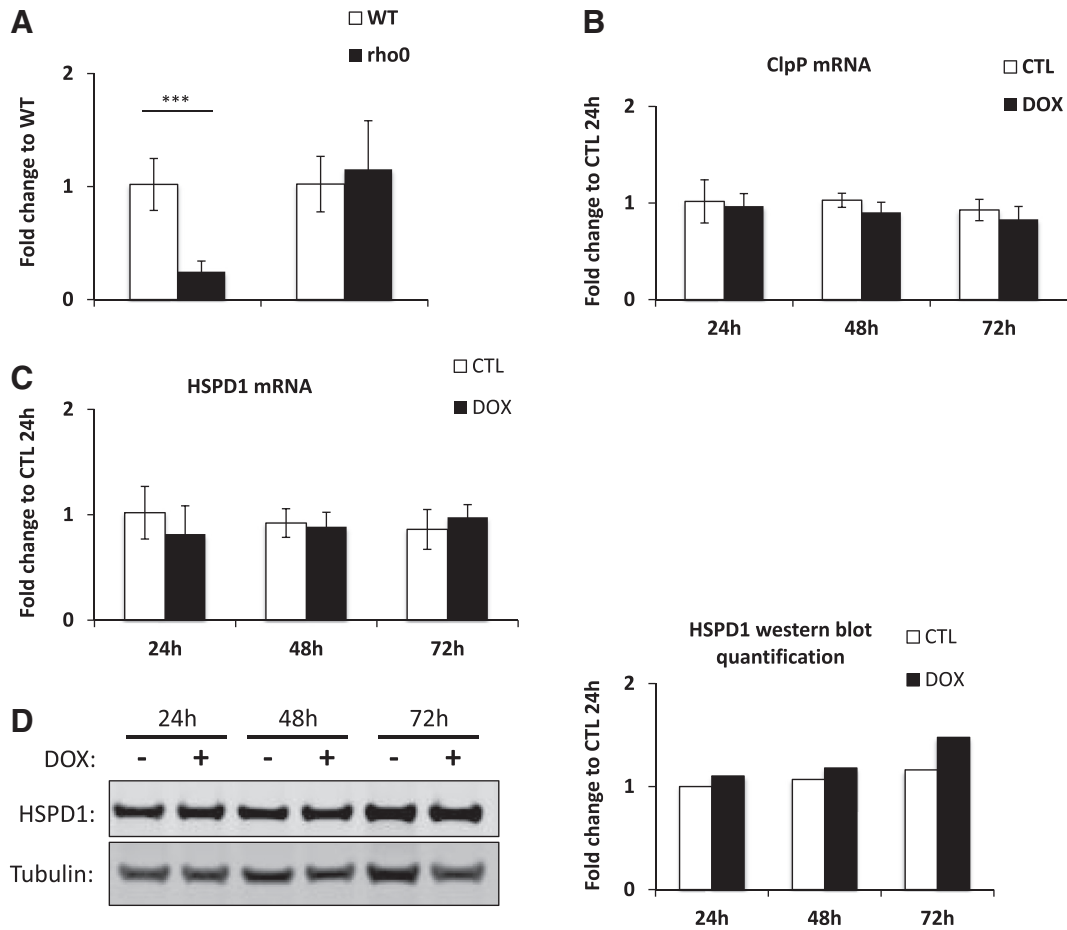 A
WT
rho0
Fold change to WT
2
1
0
***
B
ClpP mRNA
CTL
DOX
Fold change to CTL 24h
2
1
0
24h 48h 72h
C
HSPD1 mRNA
CTL
DOX
Fold change to CTL 24h
2
1
0
24h 48h 72h
D
24h 48h 72h
DOX: - + - + - +
HSPD1:
Tubulin:
HSPD1 western blot
quantification
CTL
DOX
Fold change to CTL 24h
2
1
0
24h 48h 72h